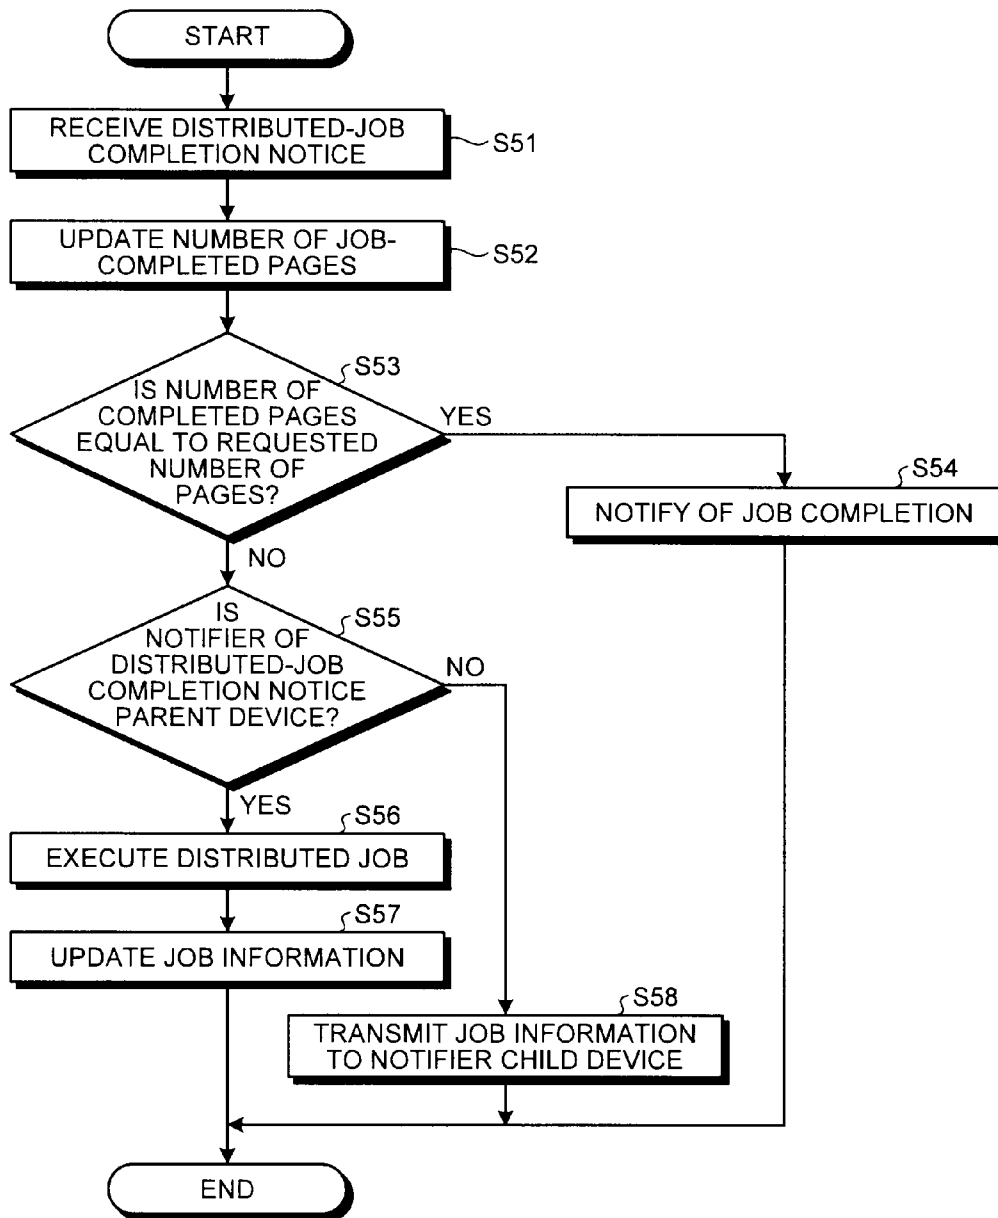 START
RECEIVE DISTRIBUTED-JOB
COMPLETION NOTICE
S51
UPDATE NUMBER OF JOB-
COMPLETED PAGES
S52
S53
IS NUMBER OF
COMPLETED PAGES
EQUAL TO REQUESTED
NUMBER OF
PAGES?
YES
S54
NOTIFY OF JOB COMPLETION
NO
S55
IS
NOTIFIER OF
DISTRIBUTED-JOB
COMPLETION NOTICE
PARENT DEVICE?
NO
YES
S56
EXECUTE DISTRIBUTED JOB
S57
UPDATE JOB INFORMATION
S58
TRANSMIT JOB INFORMATION
TO NOTIFIER CHILD DEVICE
END